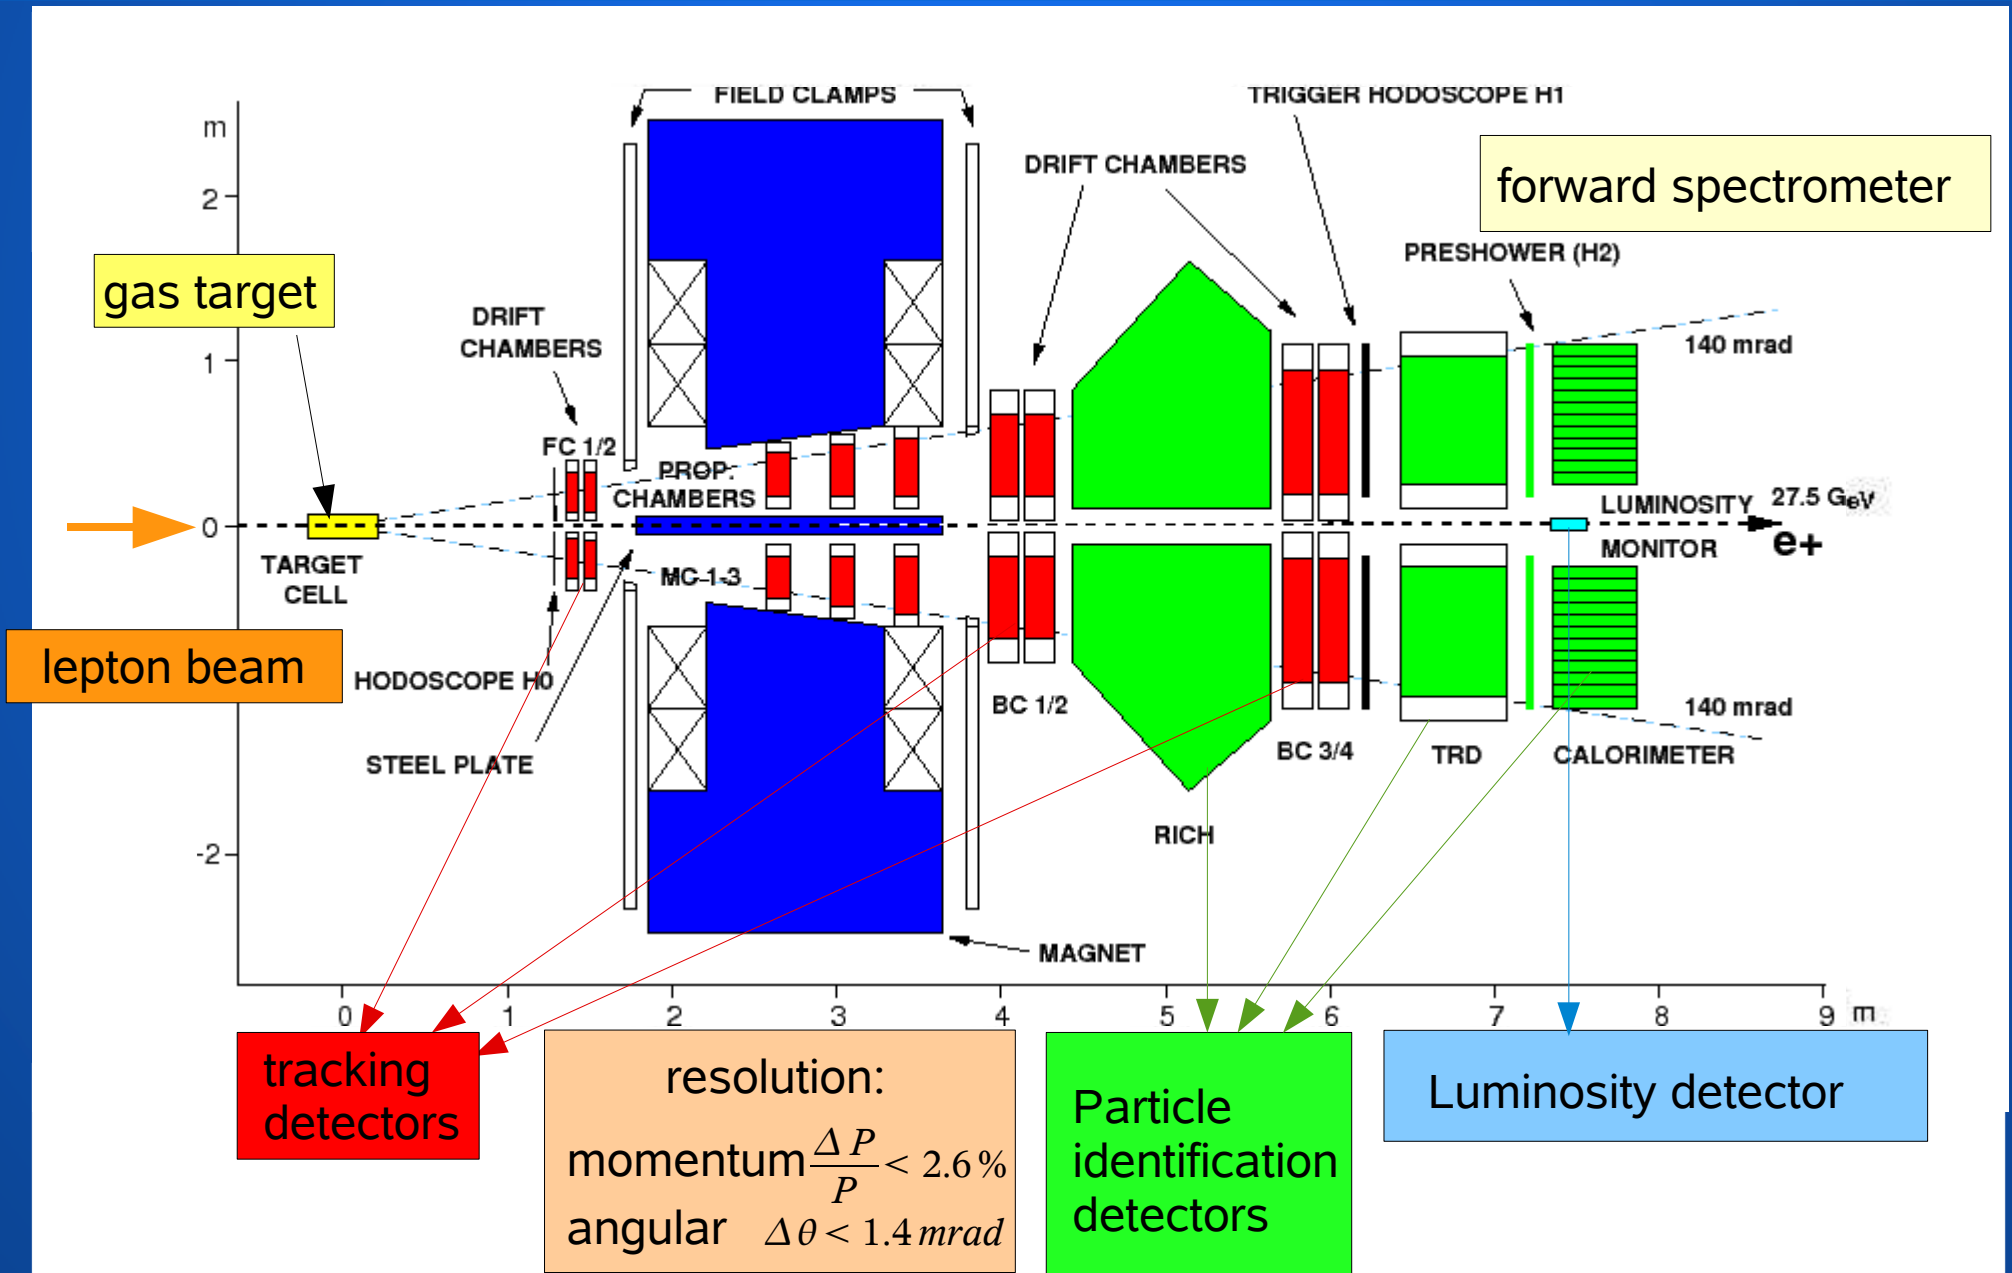 FIELD CLAMPS
TRIGGER HODOSCOPE H1
m
DRIFT CHAMBERS
forward spectrometer
2
PRESHOWER (H2)
gas target
DRIFT
CHAMBERS
140 mrad
1
FC 1/2
PROP.
CHAMBERS
LUMINOSITY
27.5 GeV
0
MONITOR
e+
TARGET
CELL
MC 1-3
lepton beam
HODOSCOPE H0
BC 1/2
140 mrad
STEEL PLATE
BC 3/4
TRD
CALORIMETER
RICH
-2
MAGNET
0 1 2 3 4 5 6 7 8 9 m
tracking
detectors
resolution:
momentum ΔP/P < 2.6 %
angular Δθ < 1.4 mrad
Particle
identification
detectors
Luminosity detector